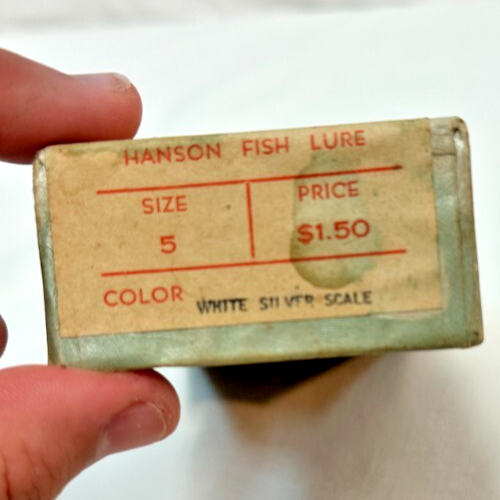 HANSON FISH LURE
SIZE PRICE
5 $1.50
COLOR WHITE SILVER SCALE